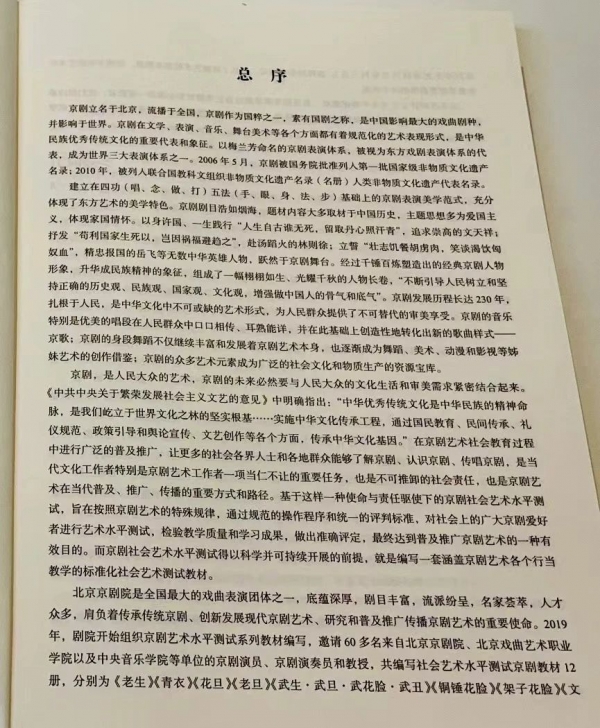 总 序
京剧立名于北京，流播于全国，京剧作为国粹之一，素有国剧之称，是中国影响最大的戏曲剧种，
并影响于世界。京剧在文学、表演、音乐、舞台美术等各个方面都有着规范化的艺术表现形式，是中华
民族优秀传统文化的重要代表和象征。以梅兰芳命名的京剧表演体系，被视为东方戏剧表演体系的代
表，成为世界三大表演体系之一。2006 年 5 月，京剧被国务院批准列入第一批国家级非物质文化遗产
名录；2010 年，被列入联合国教科文组织非物质文化遗产名录（名册）人类非物质文化遗产代表名录。
建立在四功（唱、念、做、打）五法（手、眼、身、法、步）基础上的京剧表演美学范式，充分
体现了东方艺术的美学特色。京剧剧目浩如烟海，题材内容大多取材于中国历史，主题思想多为爱国主
义，体现家国情怀。以身许国、一生践行“人生自古谁无死，留取丹心照汗青”，追求崇高的文天祥；
抒发“苟利国家生死以，岂因祸福避趋之”，赴汤蹈火的林则徐；立誓“壮志饥餐胡虏肉，笑谈渴饮匈
奴血”，精忠报国的岳飞等无数中华英雄人物，跃然于京剧舞台。经过千锤百炼塑造出的经典京剧人物
形象，升华成民族精神的象征，组成了一幅栩栩如生、光耀千秋的人物长卷，“不断引导人民树立和坚
持正确的历史观、民族观、国家观、文化观，增强做中国人的骨气和底气”。京剧发展历程长达 230 年，
扎根于人民，是中华文化中不可或缺的艺术形式，为人民群众提供了不可替代的审美享受。京剧的音乐
特别是优美的唱段在人民群众中口口相传、耳熟能详，并在此基础上创造性地转化出新的歌曲样式——
京歌；京剧的身段舞蹈不仅继续丰富和发展着京剧艺术本身，也逐渐成为舞蹈、美术、动漫和影视等姊
妹艺术的创作借鉴；京剧的众多艺术元素成为广泛的社会文化和物质生产的资源宝库。
京剧，是人民大众的艺术，京剧的未来必然要与人民大众的文化生活和审美需求紧密结合起来。
《中共中央关于繁荣发展社会主义文艺的意见》中明确指出：“中华优秀传统文化是中华民族的精神命
脉，是我们屹立于世界文化之林的坚实根基……实施中华文化传承工程，通过国民教育、民间传承、礼
仪规范、政策引导和舆论宣传、文艺创作等各个方面，传承中华文化基因。”在京剧艺术社会教育过程
中进行广泛的普及推广，让更多的社会各界人士和各地群众能够了解京剧、认识京剧、传唱京剧，是当
代文化工作者特别是京剧艺术工作者一项当仁不让的重要任务，也是不可推卸的社会责任，也是京剧艺
术在当代普及、推广、传播的重要方式和路径。基于这样一种使命与责任驱使下的京剧社会艺术水平测
试，旨在按照京剧艺术的特殊规律，通过规范的操作程序和统一的评判标准，对社会上的广大京剧爱好
者进行艺术水平测试，检验教学质量和学习成果，做出准确评定，最终达到普及推广京剧艺术的一种有
效目的。而京剧社会艺术水平测试得以科学并可持续开展的前提，就是编写一套涵盖京剧艺术各个行当
教学的标准化社会艺术测试教材。
北京京剧院是全国最大的戏曲表演团体之一，底蕴深厚，剧目丰富，流派纷呈，名家荟萃，人才
众多，肩负着传承传统京剧、创新发展现代京剧艺术、研究和普及推广传播京剧艺术的重要使命。2019
年，剧院开始组织京剧艺术水平测试系列教材编写，邀请 60 多名来自北京京剧院、北京戏曲艺术职业
学院以及中央音乐学院等单位的京剧演员、京剧演奏员和教授，共编写社会艺术水平测试京剧教材 12
册，分别为《老生》《青衣》《花旦》《老旦》《武生·武旦·武花脸·武丑》《铜锤花脸》《架子花脸》《文